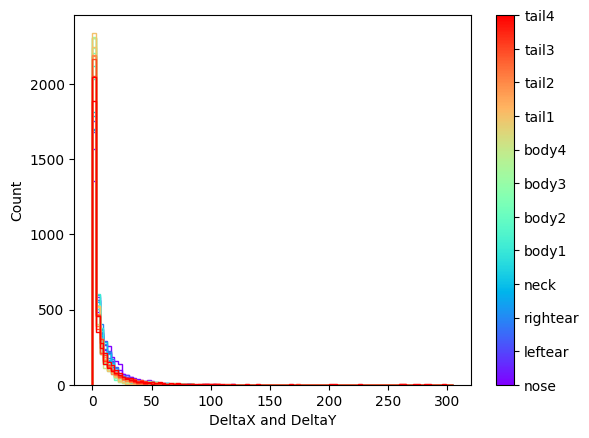 2000
1500
1000
500
0
Count
0
50
100
150
200
250
300
DeltaX and DeltaY
tail4
tail3
tail2
tail1
body4
body3
body2
body1
neck
rightear
leftear
nose